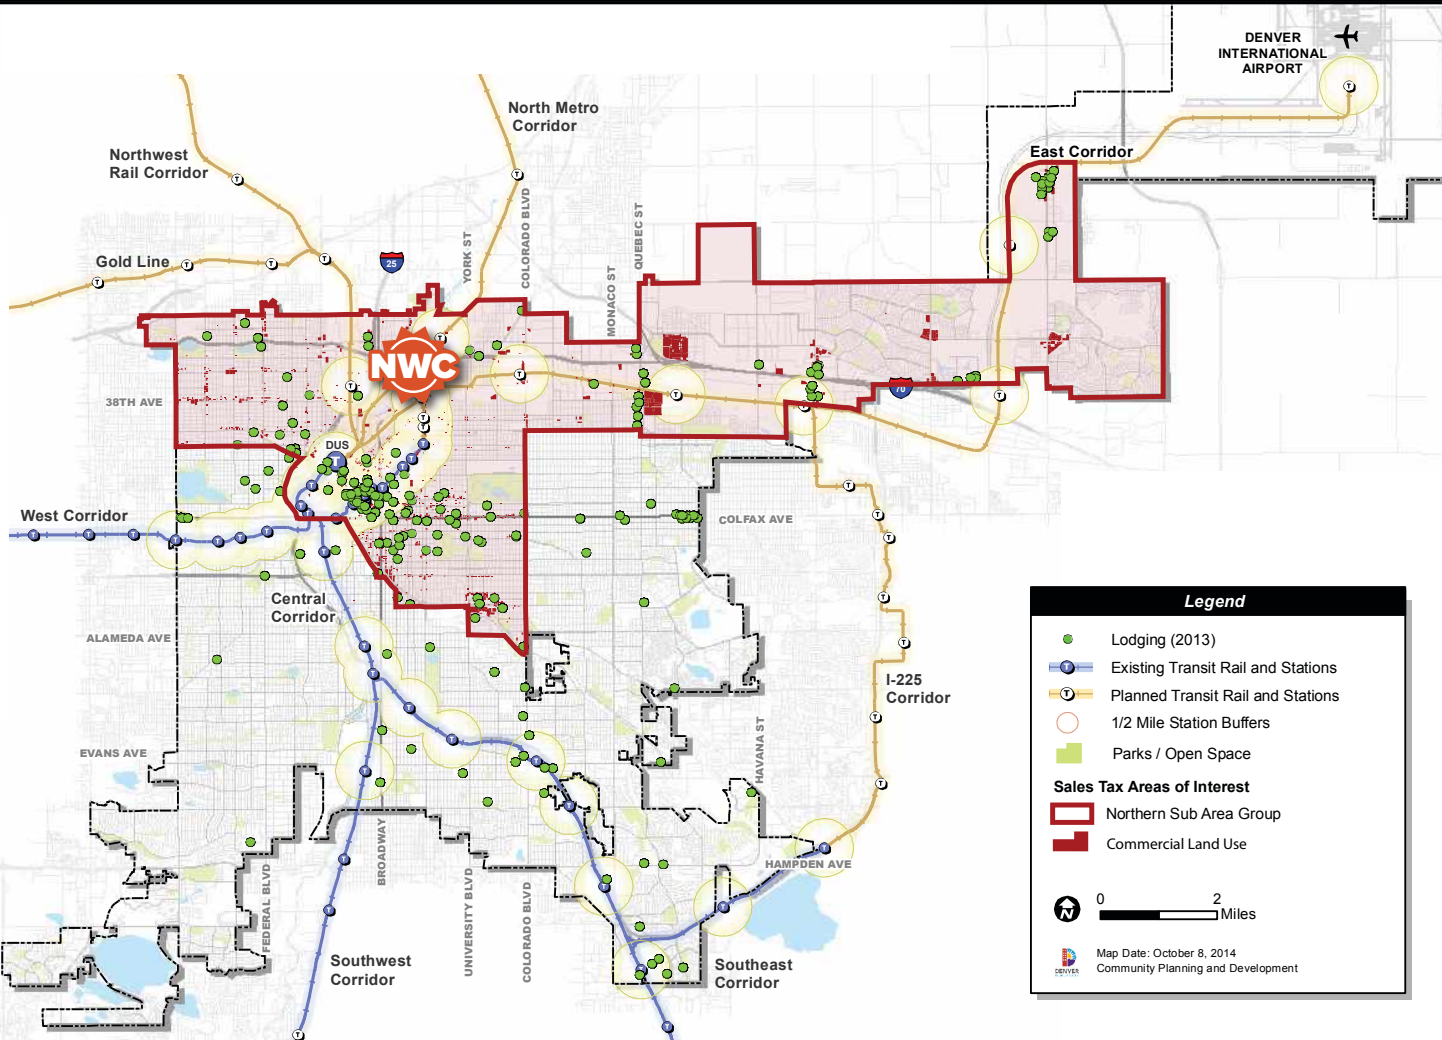 DENVER
INTERNATIONAL
AIRPORT
North Metro
Corridor
Northwest
Rail Corridor
East Corridor
Gold Line
25
YORK ST
COLORADO BLVD
QUEBEC ST
MONACO ST
NWC
70
38TH AVE
DUS
T
West Corridor
COLFAX AVE
Central
Corridor
ALAMEDA AVE
I-225
Corridor
EVANS AVE
HAVANA ST
BROADWAY
HAMPDEN AVE
FEDERAL BLVD
UNIVERSITY BLVD
COLORADO BLVD
Southwest
Corridor
Southeast
Corridor
Legend
Lodging (2013)
T Existing Transit Rail and Stations
T Planned Transit Rail and Stations
1/2 Mile Station Buffers
Parks / Open Space
Sales Tax Areas of Interest
Northern Sub Area Group
Commercial Land Use
N
0 2
Miles
DENVER
Map Date: October 8, 2014
Community Planning and Development